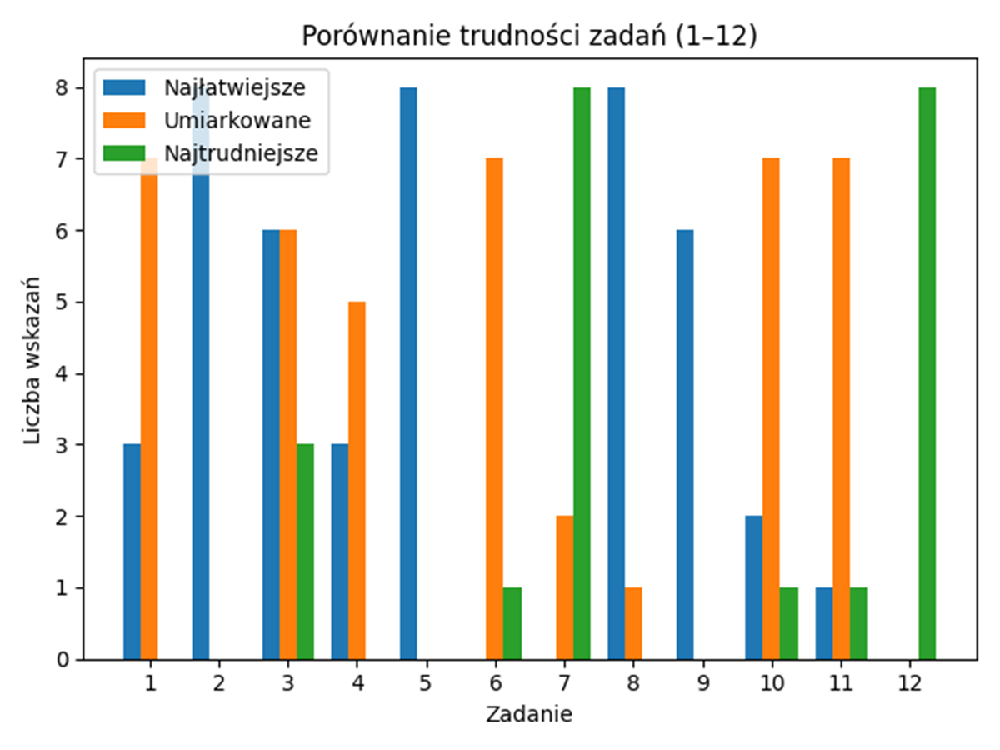 Porównanie trudności zadań (1–12)
Najłatwiejsze
Umiarkowane
Najtrudniejsze
Liczba wskazań
8
7
6
5
4
3
2
1
0
1 2 3 4 5 6 7 8 9 10 11 12
Zadanie